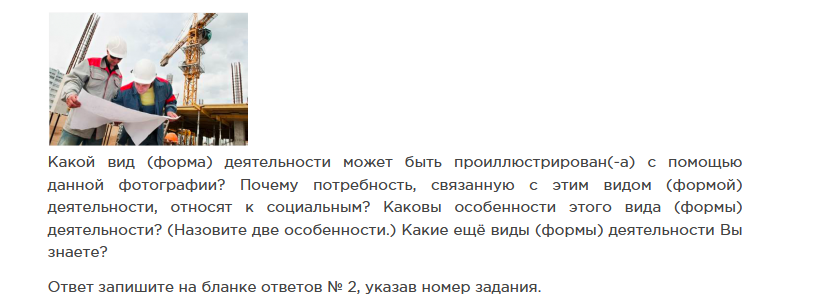 Какой вид (форма) деятельности может быть проиллюстрирован(-а) с помощью
данной фотографии? Почему потребность, связанную с этим видом (формой)
деятельности, относят к социальным? Каковы особенности этого вида (формы)
деятельности? (Назовите две особенности.) Какие ещё виды (формы) деятельности Вы
знаете?
Ответ запишите на бланке ответов № 2, указав номер задания.